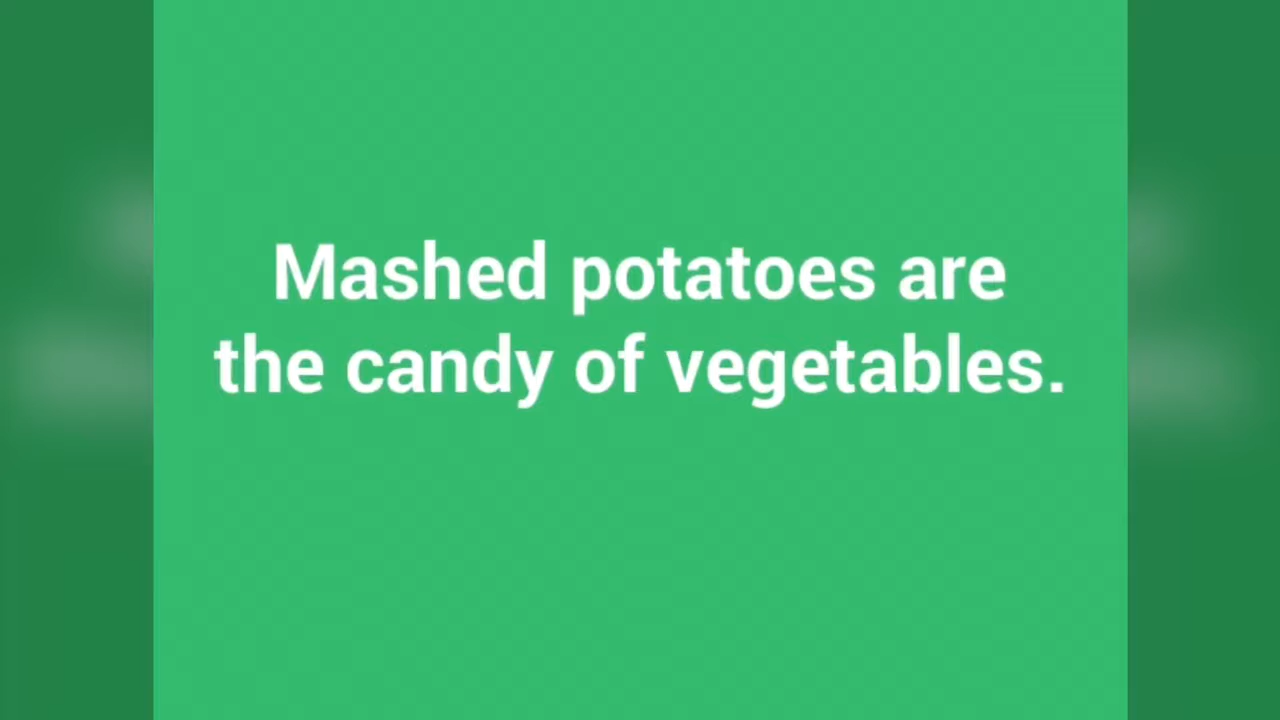 Mashed potatoes are
the candy of vegetables.